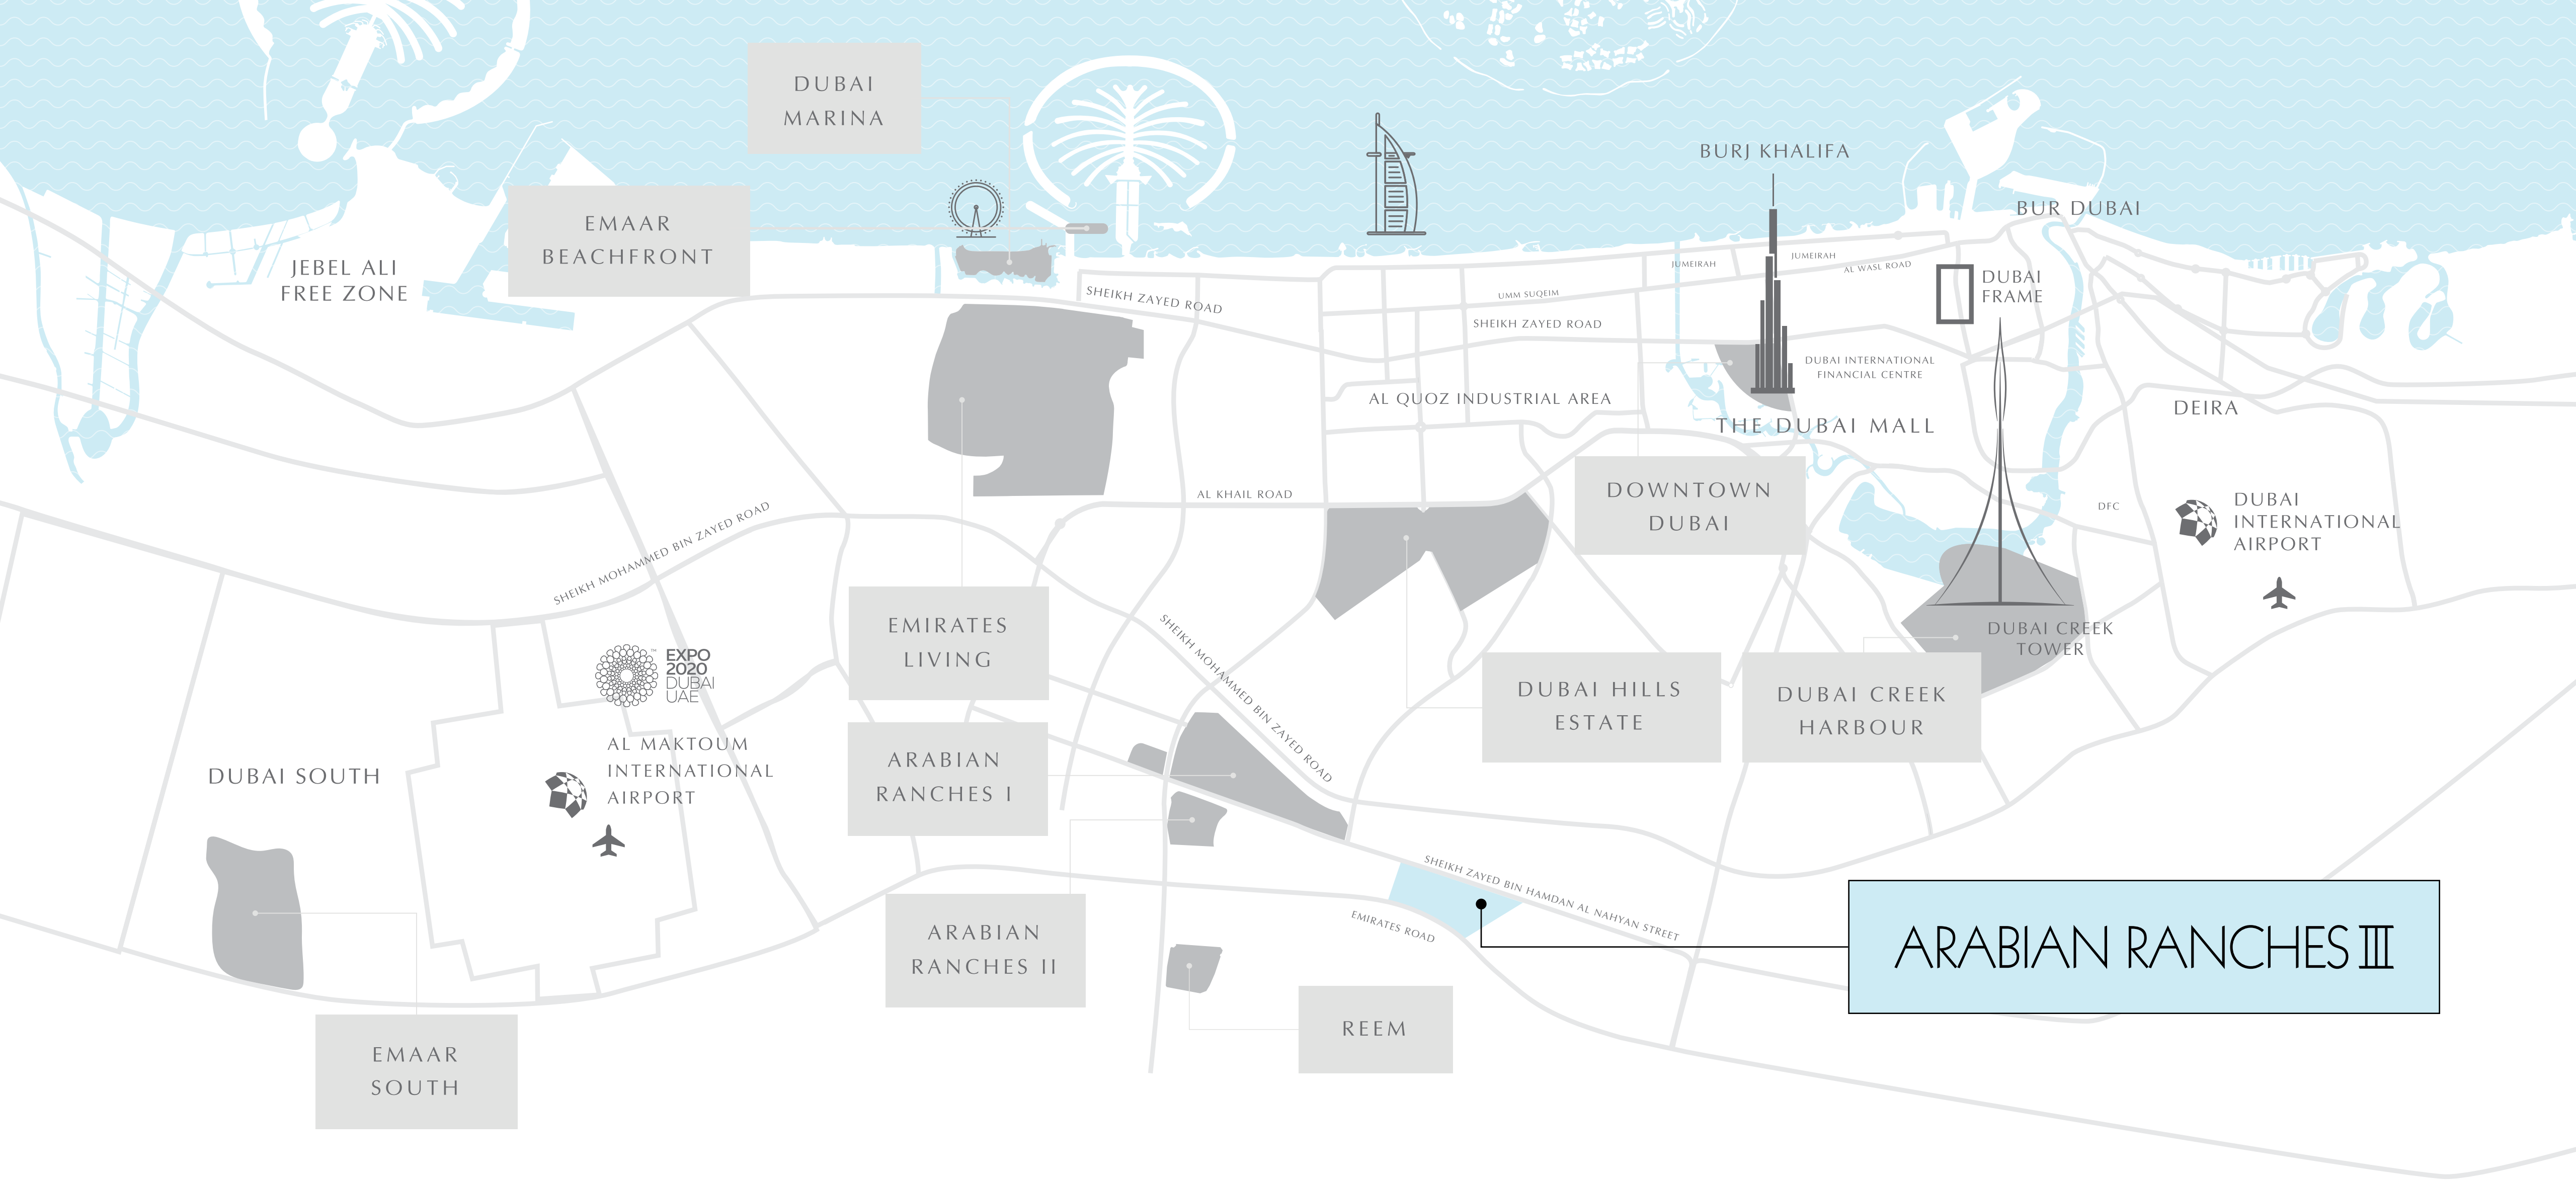 DUBAI
MARINA
EMAAR
BEACHFRONT
BURJ KHALIFA
BUR DUBAI
JEBEL ALI
FREE ZONE
SHEIKH ZAYED ROAD
UMM SUQEIM
SHEIKH ZAYED ROAD
JUMEIRAH
JUMEIRAH
AL WASL ROAD
DUBAI
FRAME
DUBAI INTERNATIONAL
FINANCIAL CENTRE
AL QUOZ INDUSTRIAL AREA
THE DUBAI MALL
DEIRA
AL KHAIL ROAD
DOWNTOWN
DUBAI
DFC
DUBAI
INTERNATIONAL
AIRPORT
SHEIKH MOHAMMED BIN ZAYED ROAD
EMIRATES
LIVING
SHEIKH MOHAMMED BIN ZAYED ROAD
DUBAI CREEK
TOWER
EXPO
2020
DUBAI
UAE
™
DUBAI HILLS
ESTATE
DUBAI CREEK
HARBOUR
AL MAKTOUM
INTERNATIONAL
AIRPORT
DUBAI SOUTH
ARABIAN
RANCHES I
SHEIKH ZAYED BIN HAMDAN AL NAHYAN STREET
EMIRATES ROAD
ARABIAN
RANCHES II
ARABIAN RANCHES III
REEM
EMAAR
SOUTH